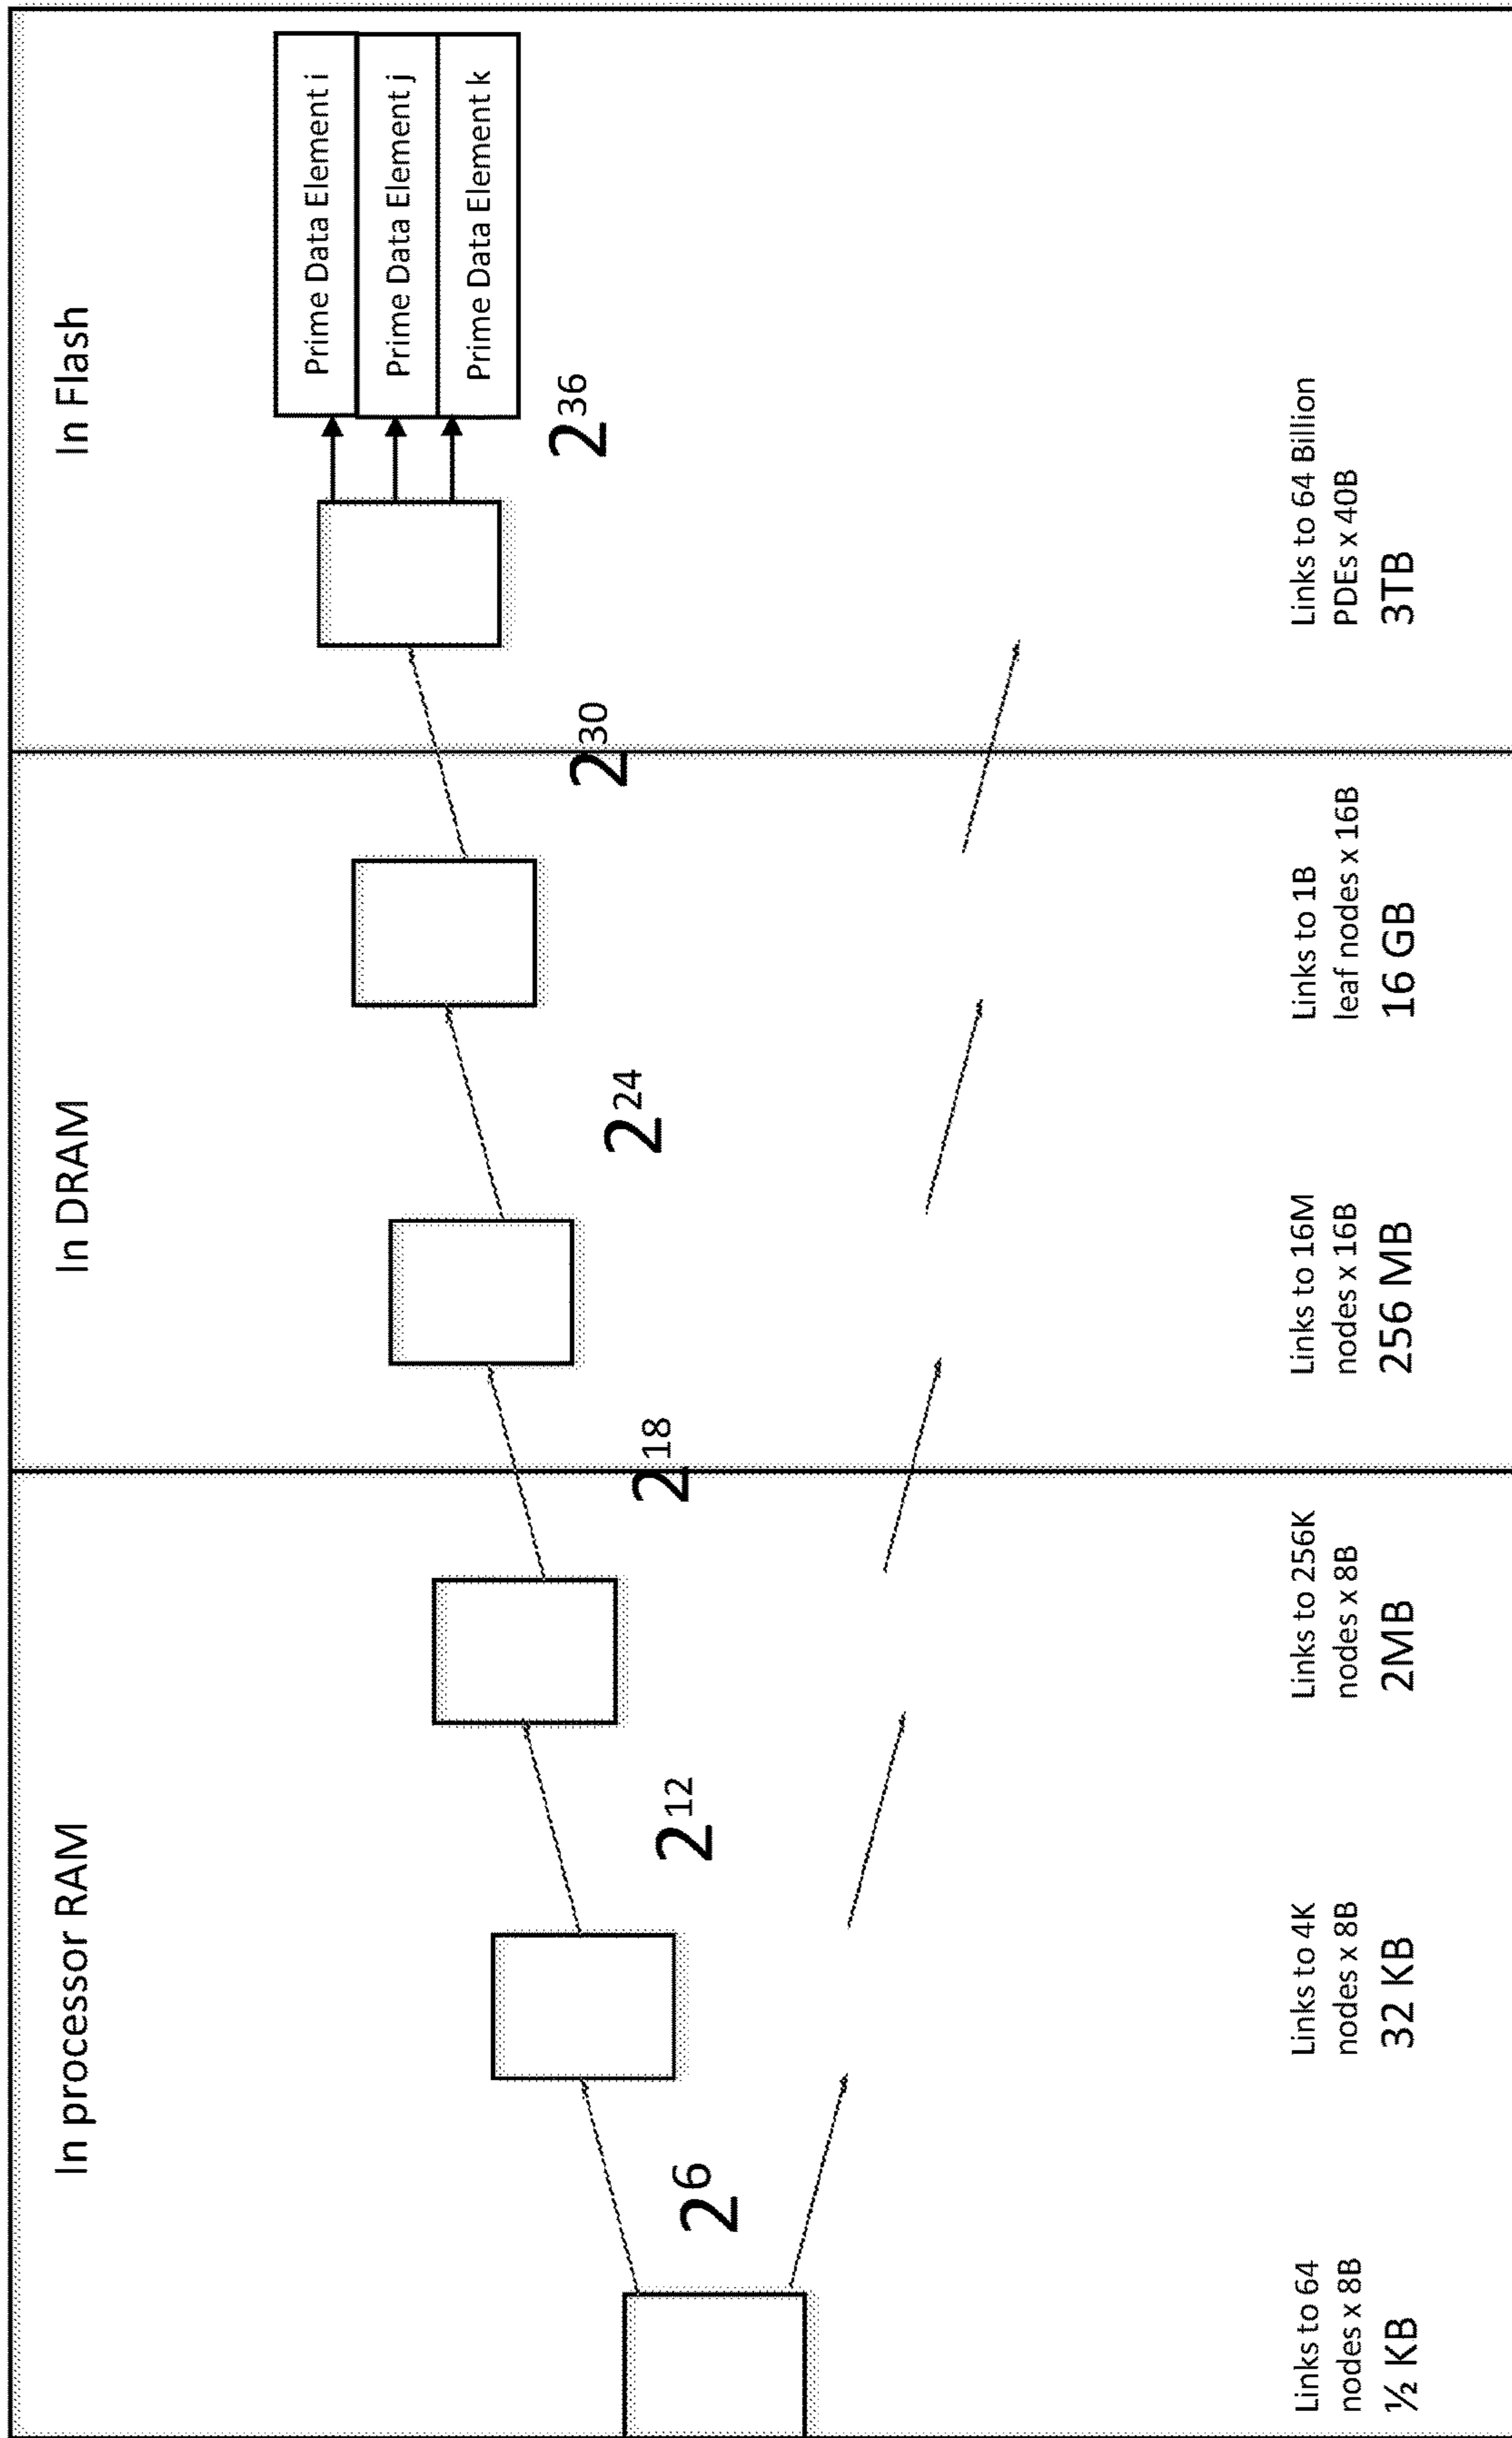 In processor RAM
In DRAM
In Flash
Prime Data Element i
Prime Data Element j
Prime Data Element k
2^6
2^12
2^18
2^24
2^30
2^36
Links to 64
nodes x 8B
½ KB
Links to 4K
nodes x 8B
32 KB
Links to 256K
nodes x 8B
2MB
Links to 16M
nodes x 16B
256 MB
Links to 1B
leaf nodes x 16B
16 GB
Links to 64 Billion
PDEs x 40B
3TB